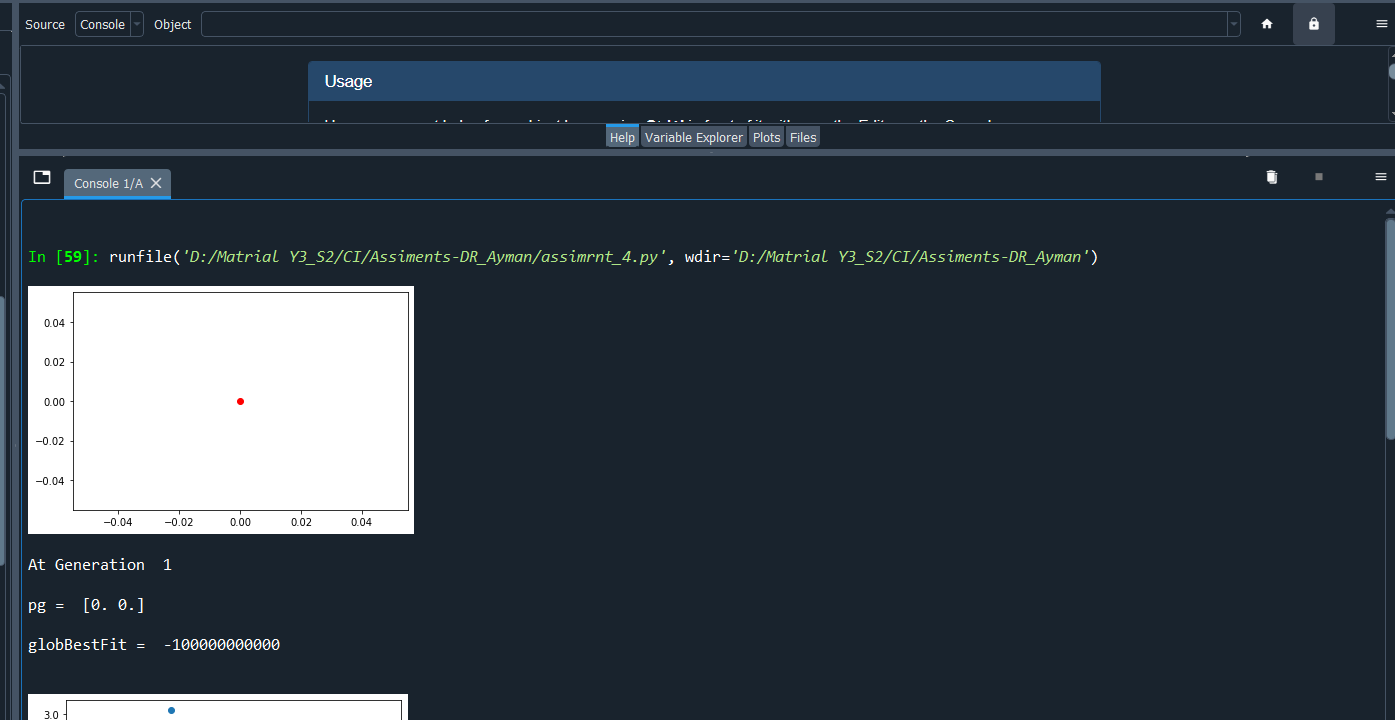 Source Console Object
Usage
Help Variable Explorer Plots Files
Console 1/A
In [59]: runfile('D:/Matrial Y3_S2/CI/Assiments-DR_Ayman/assimrnt_4.py', wdir='D:/Matrial Y3_S2/CI/Assiments-DR_Ayman')
0.04
0.02
0.00
−0.02
−0.04
−0.04 −0.02 0.00 0.02 0.04
At Generation 1
pg = [0. 0.]
globBestFit = -100000000000
3.0